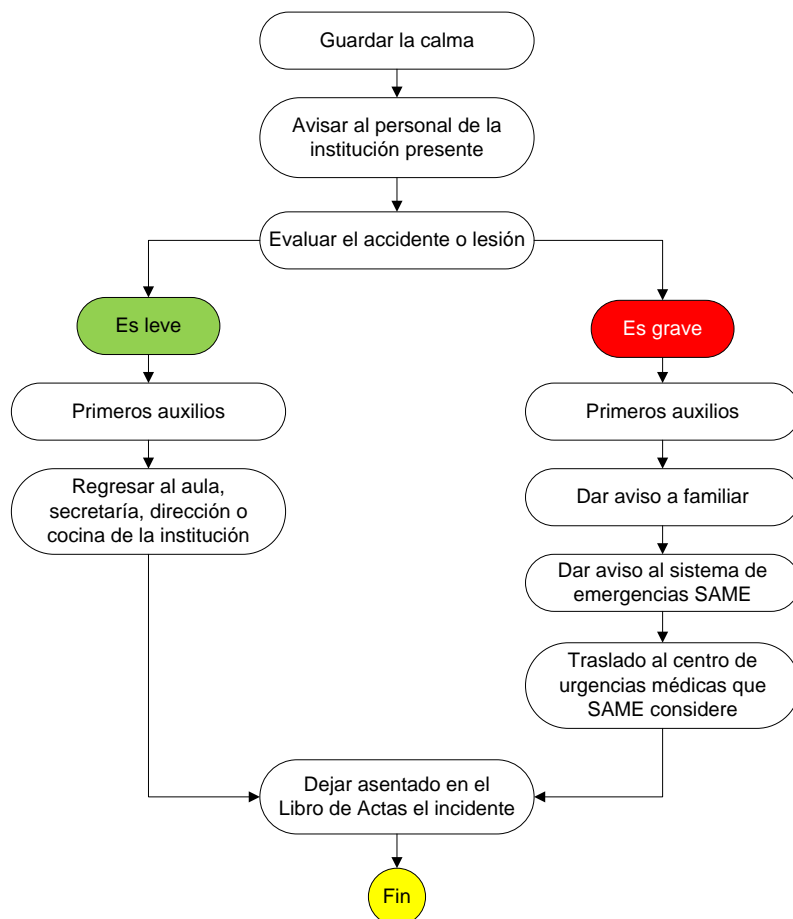 Guardar la calma
Avisar al personal de la
institución presente
Evaluar el accidente o lesión
Es leve
Es grave
Primeros auxilios
Primeros auxilios
Regresar al aula,
secretaría, dirección o
cocina de la institución
Dar aviso a familiar
Dar aviso al sistema de
emergencias SAME
Traslado al centro de
urgencias médicas que
SAME considere
Dejar asentado en el
Libro de Actas el incidente
Fin